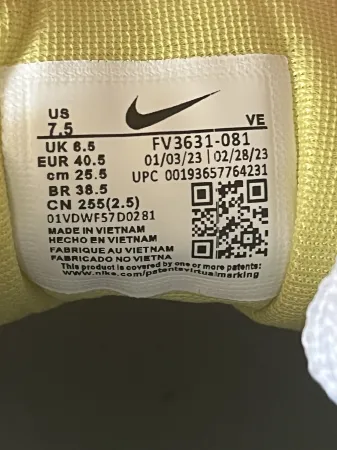 US
7.5
VE
UK 6.5
FV3631-081
EUR 40.5
01/03/23 02/28/23
cm 25.5
UPC 00193657764231
BR 38.5
CN 255(2.5)
01VDWF57D0281
MADE IN VIETNAM
HECHO EN VIETNAM
FABRIQUE AU VIETNAM
FABRICADO NO VIETNÃ
This product is covered by one or more patents:
www.nike.com/patentsvirtualmarking